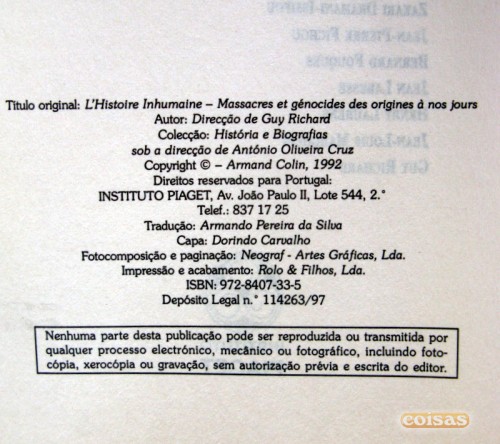 Título original: L'Histoire Inhumaine – Massacres et génocides des origines à nos jours
Autor: Direcção de Guy Richard
Colecção: História e Biografias
sob a direcção de António Oliveira Cruz
Copyright © – Armand Colin, 1992
Direitos reservados para Portugal:
INSTITUTO PIAGET, Av. João Paulo II, Lote 544, 2.°
Telef.: 837 17 25
Tradução: Armando Pereira da Silva
Capa: Dorindo Carvalho
Fotocomposição e paginação: Neograf - Artes Gráficas, Lda.
Impressão e acabamento: Rolo & Filhos, Lda.
ISBN: 972-8407-33-5
Depósito Legal n.° 114263/97
Nenhuma parte desta publicação pode ser reproduzida ou transmitida por
qualquer processo electrónico, mecânico ou fotográfico, incluindo foto-
cópia, xerocópia ou gravação, sem autorização prévia e escrita do editor.
coisas